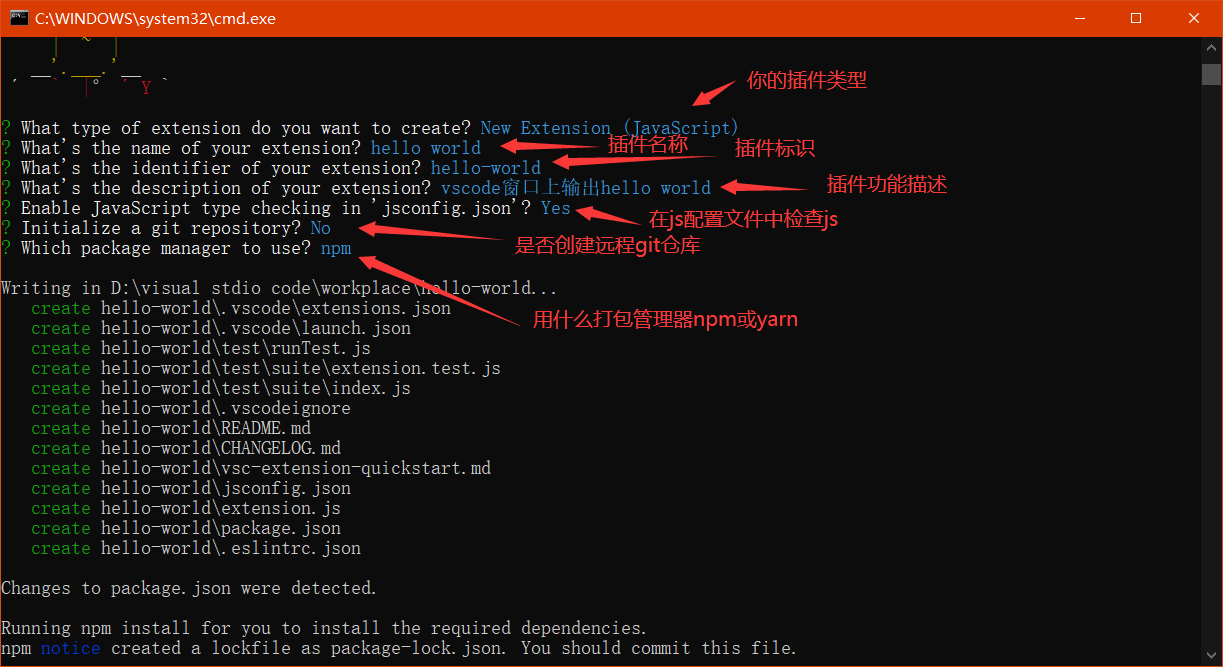 C:\WINDOWS\system32\cmd.exe
你的插件类型
? What type of extension do you want to create? New Extension (JavaScript)
? What's the name of your extension? hello world
插件名称
插件标识
? What's the identifier of your extension? hello-world
? What's the description of your extension? vscode窗口上输出hello world
插件功能描述
? Enable JavaScript type checking in 'jsconfig.json'? Yes
在js配置文件中检查js
? Initialize a git repository? No
是否创建远程git仓库
? Which package manager to use? npm
Writing in D:\visual stdio code\workplace\hello-world...
create hello-world\.vscode\extensions.json
用什么打包管理器npm或yarn
create hello-world\.vscode\launch.json
create hello-world\test\runTest.js
create hello-world\test\suite\extension.test.js
create hello-world\test\suite\index.js
create hello-world\.vscodeignore
create hello-world\README.md
create hello-world\CHANGELOG.md
create hello-world\vsc-extension-quickstart.md
create hello-world\jsconfig.json
create hello-world\extension.js
create hello-world\package.json
create hello-world\.eslintrc.json
Changes to package.json were detected.
Running npm install for you to install the required dependencies.
npm notice created a lockfile as package-lock.json. You should commit this file.